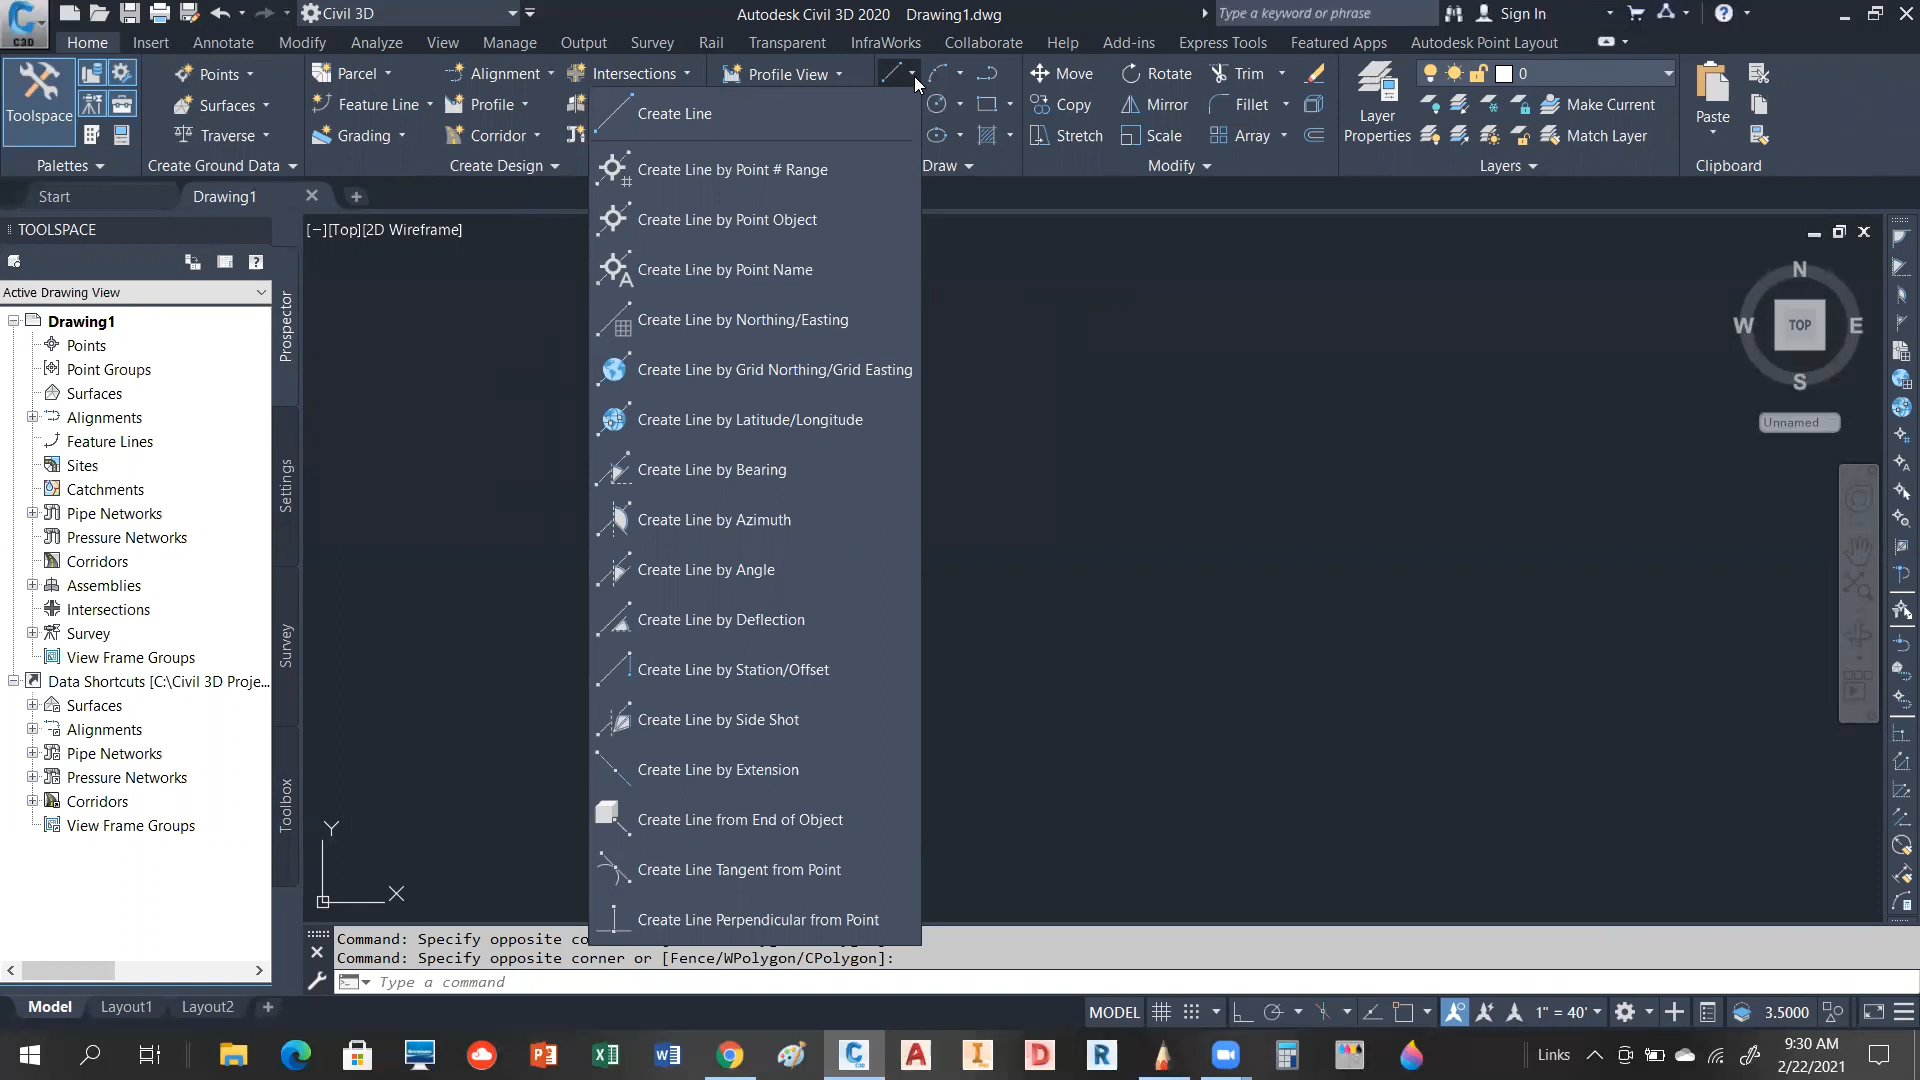 Civil 3D
Autodesk Civil 3D 2020 Drawing1.dwg
Type a keyword or phrase
Sign In
C3D
Home Insert Annotate Modify Analyze View Manage Output Survey Rail Transparent InfraWorks Collaborate Help Add-ins Express Tools Featured Apps Autodesk Point Layout
Toolspace
Points
Surfaces
Traverse
Parcel
Feature Line
Grading
Alignment
Profile
Corridor
Intersections
Profile View
Move
Copy
Stretch
Rotate
Mirror
Scale
Trim
Fillet
Array
Layer
Properties
0
Make Current
Match Layer
Paste
Palettes
Create Ground Data
Create Design
Draw
Modify
Layers
Clipboard
Start
Drawing1
TOOLSPACE
Active Drawing View
Drawing1
Points
Point Groups
Surfaces
Alignments
Feature Lines
Sites
Catchments
Pipe Networks
Pressure Networks
Corridors
Assemblies
Intersections
Survey
View Frame Groups
Data Shortcuts [C:\Civil 3D Proje...
Surfaces
Alignments
Pipe Networks
Pressure Networks
Corridors
View Frame Groups
Prospector
Settings
Survey
Toolbox
[−][Top][2D Wireframe]
Create Line
Create Line by Point # Range
Create Line by Point Object
Create Line by Point Name
Create Line by Northing/Easting
Create Line by Grid Northing/Grid Easting
Create Line by Latitude/Longitude
Create Line by Bearing
Create Line by Azimuth
Create Line by Angle
Create Line by Deflection
Create Line by Station/Offset
Create Line by Side Shot
Create Line by Extension
Create Line from End of Object
Create Line Tangent from Point
Create Line Perpendicular from Point
N
W
TOP
E
S
Unnamed
Y
X
Command: Specify opposite co
Command: Specify opposite corner or [Fence/WPolygon/CPolygon]:
Type a command
Model Layout1 Layout2
MODEL
1" = 40'
3.5000
Links
9:30 AM
2/22/2021